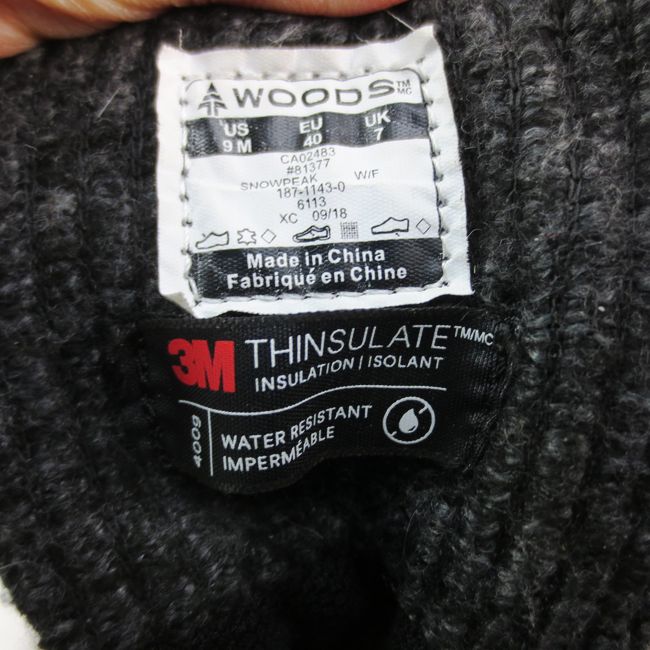 WOODS™ MC
US EU UK
9 M 40 7
CA02483
#81377
SNOWPEAK W/F
187-1143-0
6113
XC 09/18
Made in China
Fabriqué en Chine
3M THINSULATE™/MC
INSULATION | ISOLANT
400g
WATER RESISTANT
IMPERMÉABLE